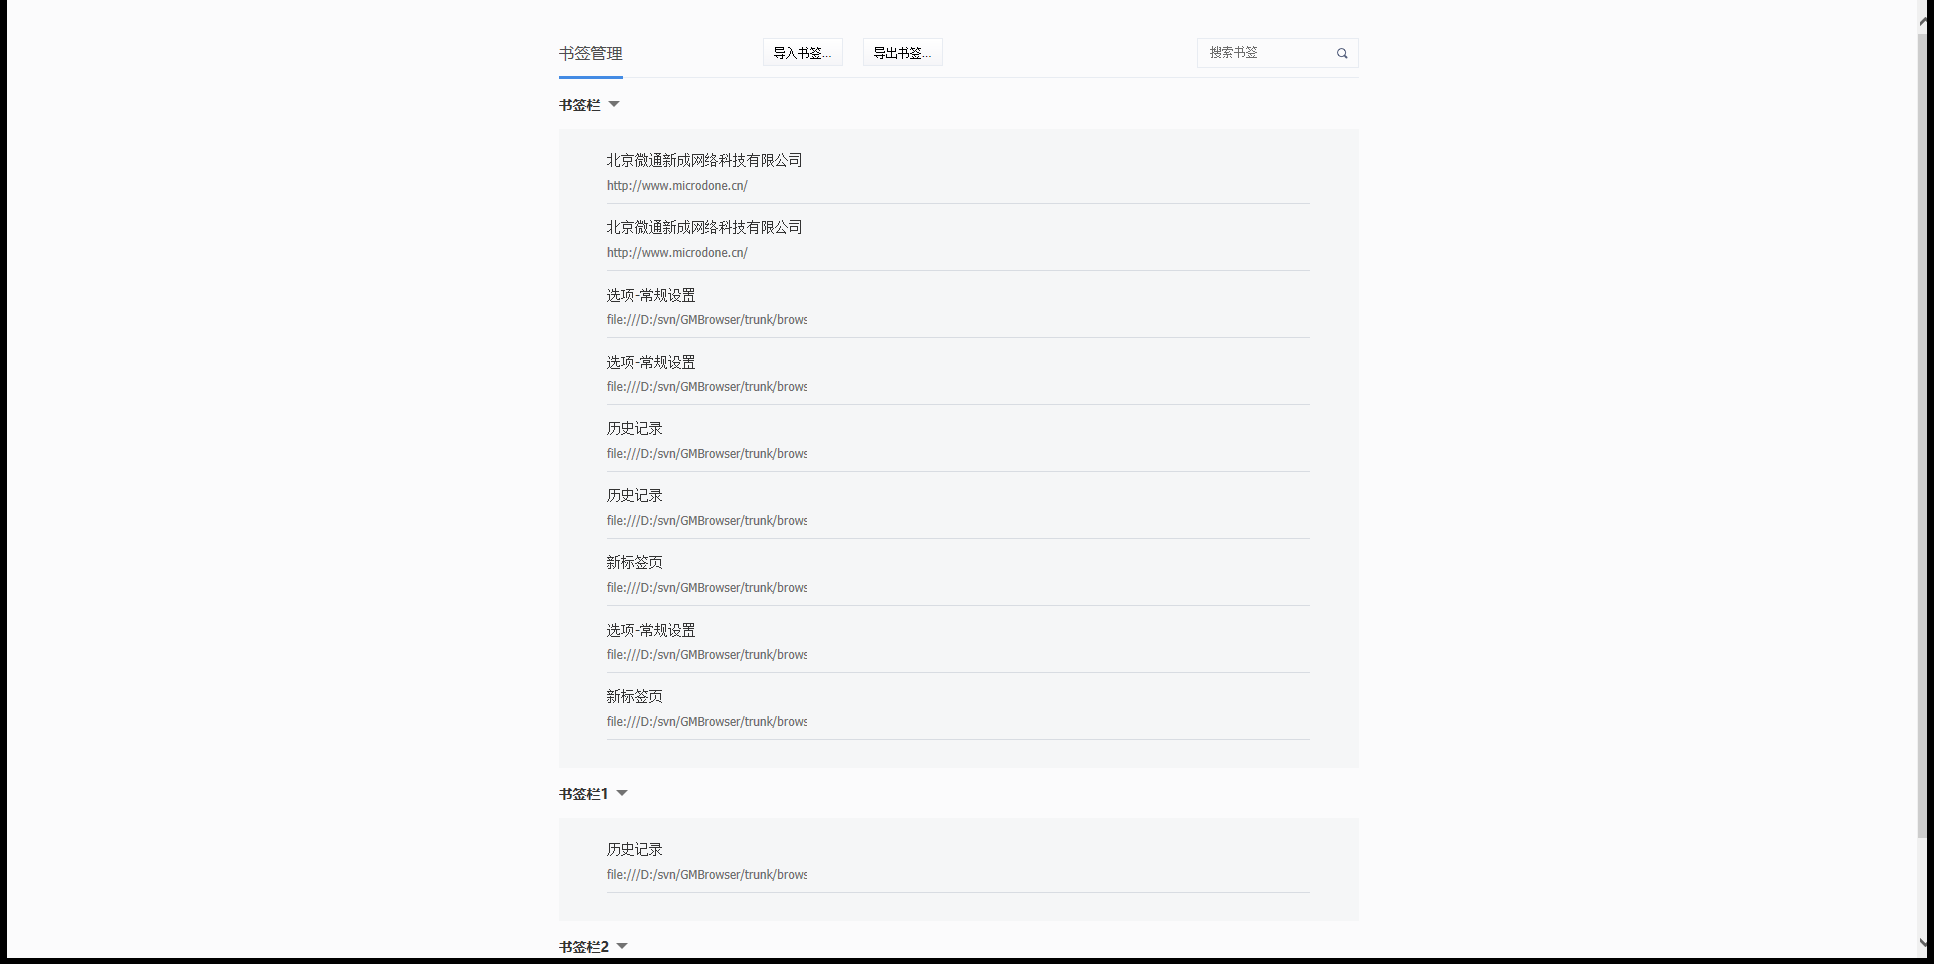 书签管理
导入书签...
导出书签...
搜索书签
书签栏
北京微通新成网络科技有限公司
http://www.microdone.cn/
北京微通新成网络科技有限公司
http://www.microdone.cn/
选项-常规设置
file:///D:/svn/GMBrowser/trunk/brows
选项-常规设置
file:///D:/svn/GMBrowser/trunk/brows
历史记录
file:///D:/svn/GMBrowser/trunk/brows
历史记录
file:///D:/svn/GMBrowser/trunk/brows
新标签页
file:///D:/svn/GMBrowser/trunk/brows
选项-常规设置
file:///D:/svn/GMBrowser/trunk/brows
新标签页
file:///D:/svn/GMBrowser/trunk/brows
书签栏1
历史记录
file:///D:/svn/GMBrowser/trunk/brows
书签栏2